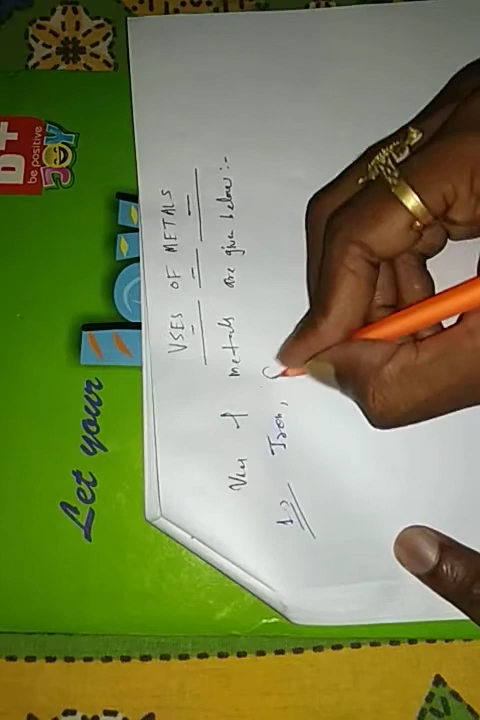 B+
be positive
JOY
Let your
USES OF METALS
Uses of metals are given below:-
1) Iron, C